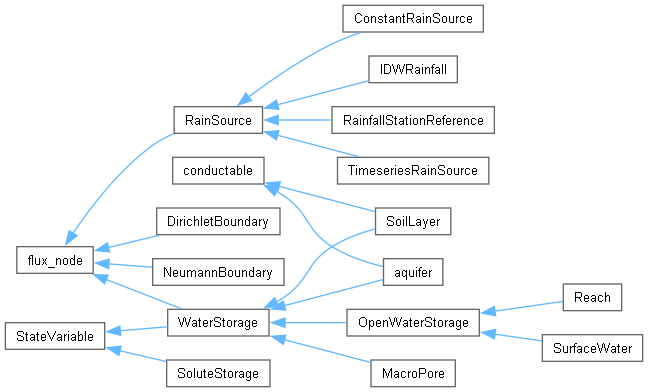 ConstantRainSource
IDWRainfall
RainSource
RainfallStationReference
TimeseriesRainSource
conductable
DirichletBoundary
SoilLayer
flux_node
NeumannBoundary
aquifer
WaterStorage
OpenWaterStorage
Reach
StateVariable
SurfaceWater
SoluteStorage
MacroPore